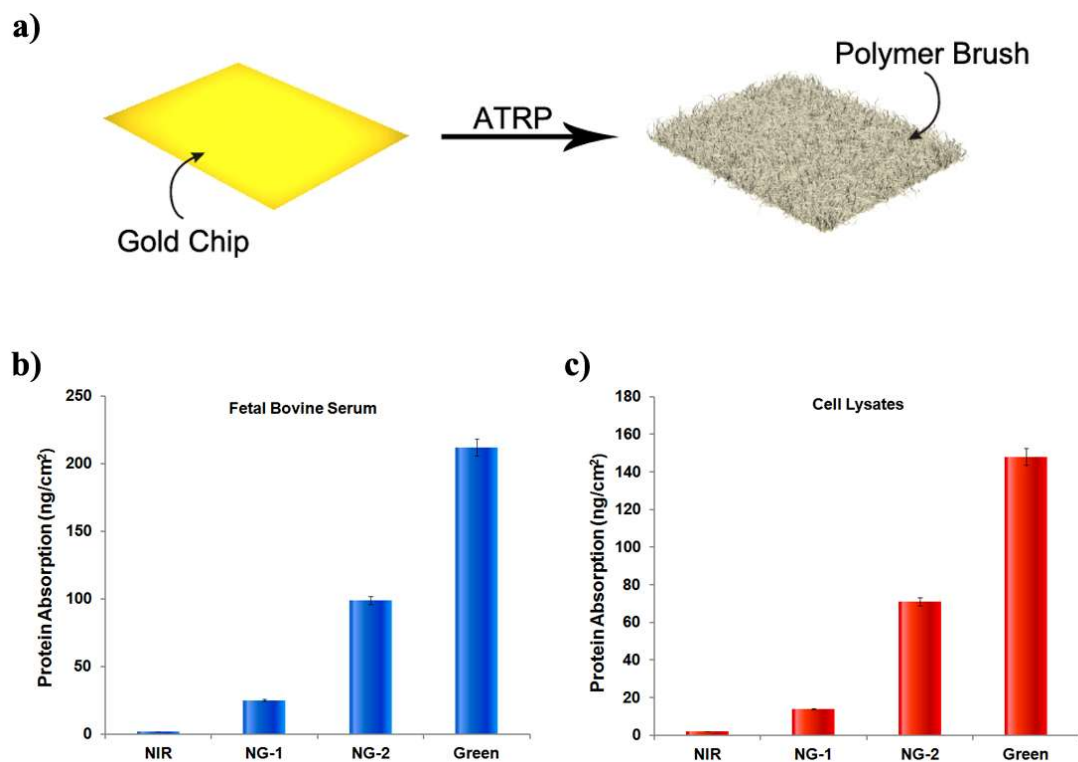 a)
Polymer Brush
ATRP
Gold Chip
b)
Fetal Bovine Serum
Protein Absorption (ng/cm²)
250
200
150
100
50
0
NIR NG-1 NG-2 Green
c)
Cell Lysates
Protein Absorption (ng/cm²)
180
160
140
120
100
80
60
40
20
0
NIR NG-1 NG-2 Green